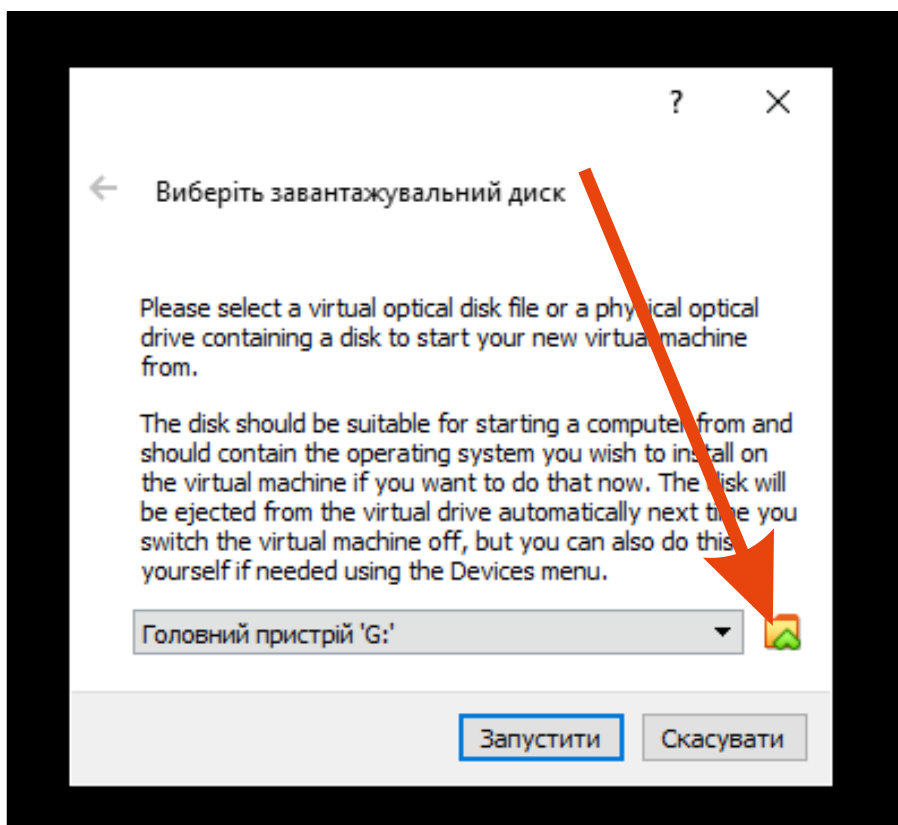 ?
Виберіть завантажувальний диск
Please select a virtual optical disk file or a physical optical
drive containing a disk to start your new virtual machine
from.
The disk should be suitable for starting a computer from and
should contain the operating system you wish to install on
the virtual machine if you want to do that now. The disk will
be ejected from the virtual drive automatically next time you
switch the virtual machine off, but you can also do this
yourself if needed using the Devices menu.
Головний пристрій 'G:'
Запустити Скасувати